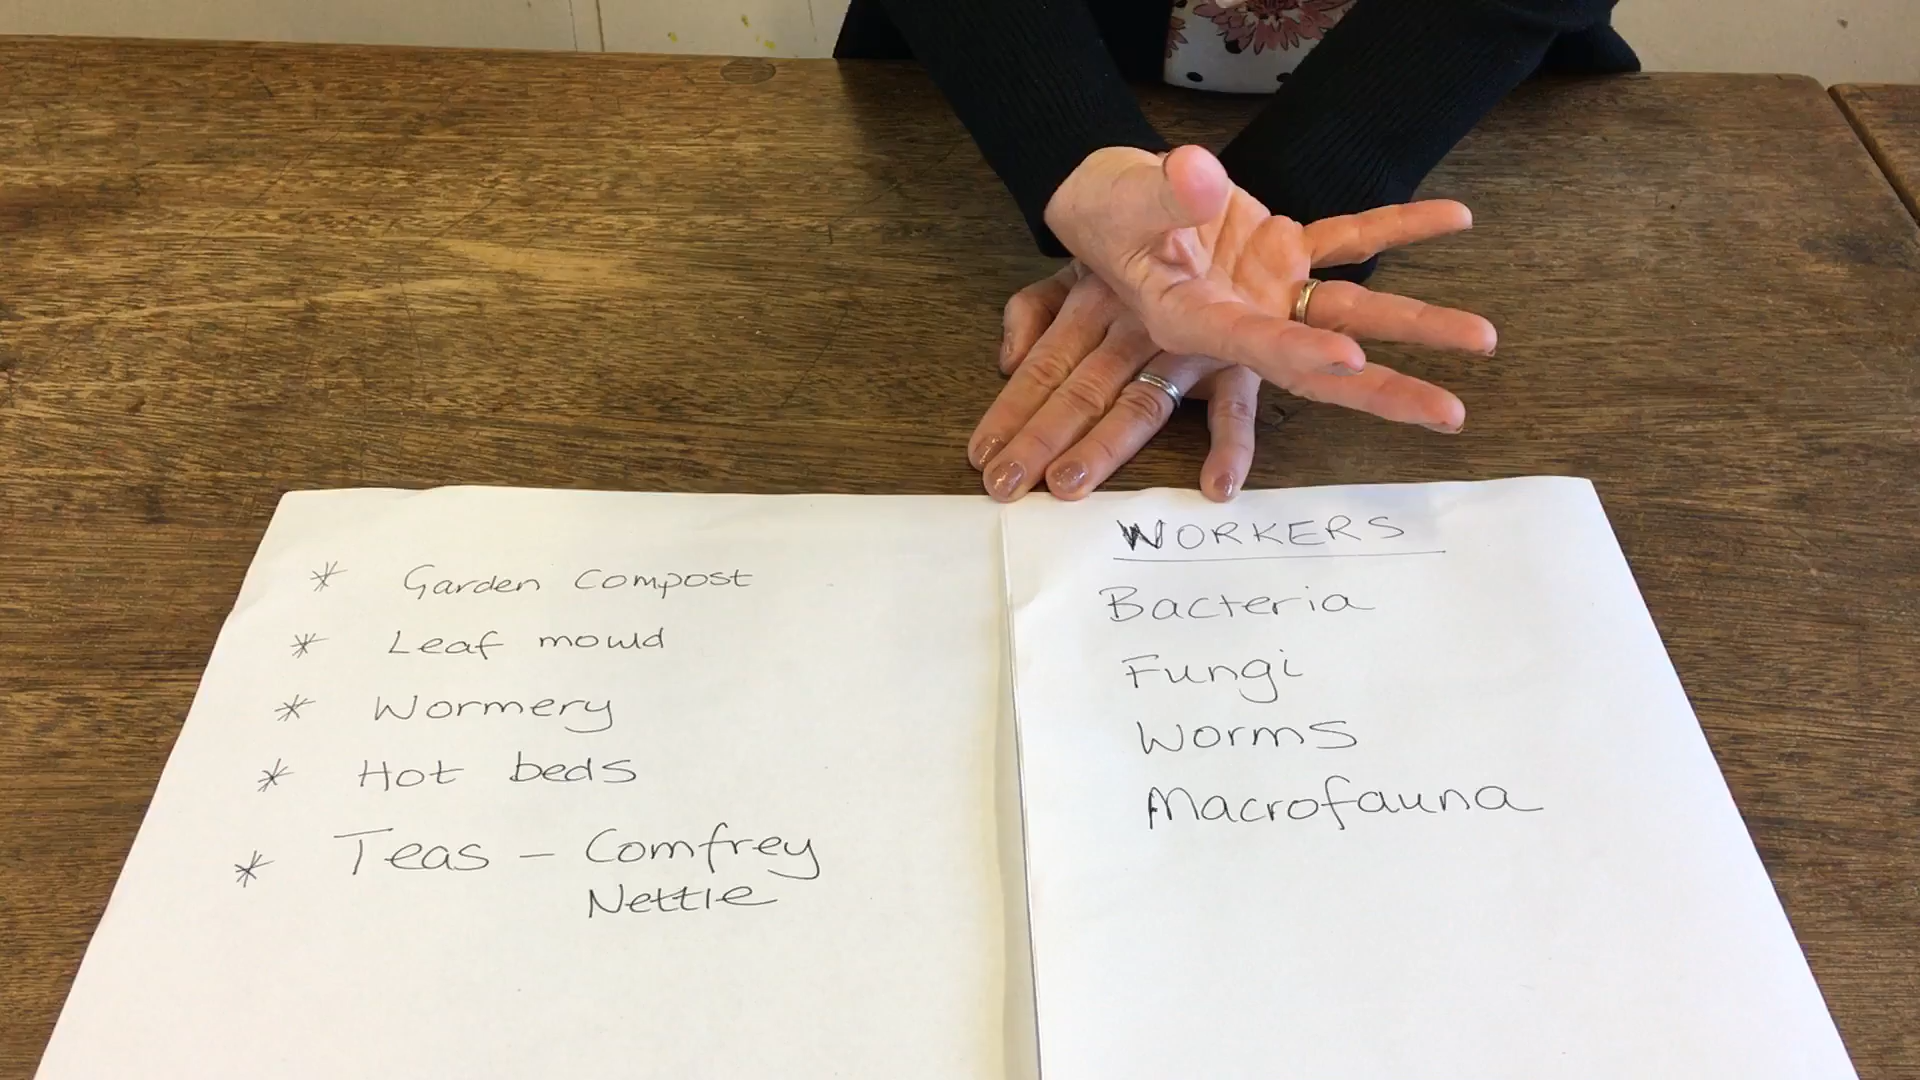 * Garden Compost
* Leaf mould
* Wormery
* Hot beds
* Teas - Comfrey
Nettle
WORKERS
Bacteria
Fungi
Worms
Macrofauna